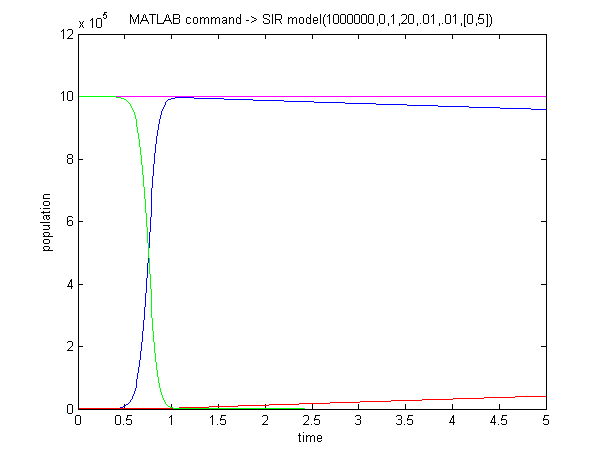 MATLAB command -> SIR model(1000000,0,1,20,.01,.01,[0,5])
x 10^5
12
10
8
6
4
2
0
population
0 0.5 1 1.5 2 2.5 3 3.5 4 4.5 5
time